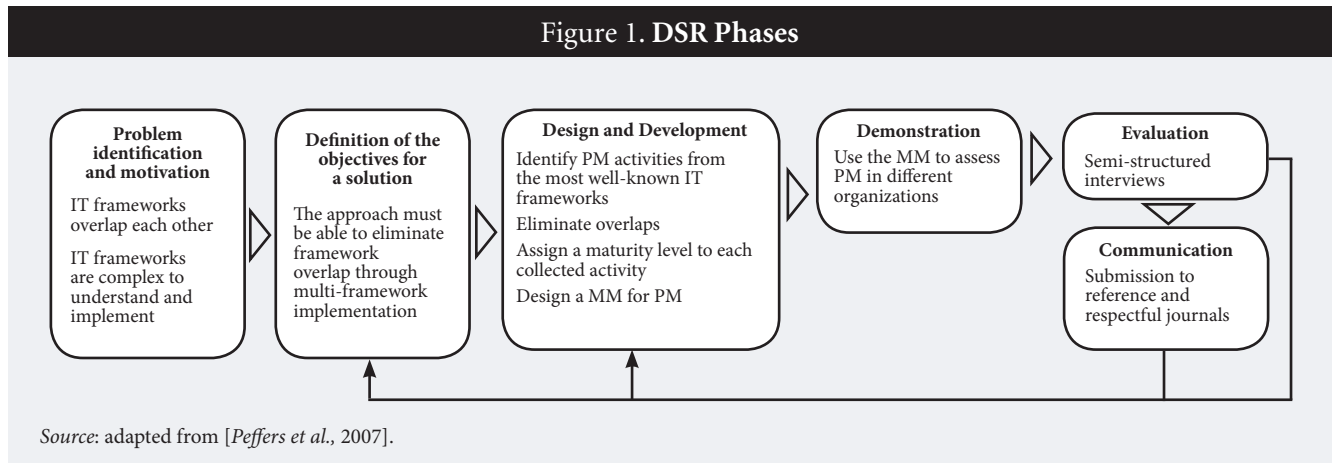 Figure 1. DSR Phases
Problem
identification
and motivation
IT frameworks
overlap each other
IT frameworks
are complex to
understand and
implement
Definition of the
objectives for
a solution
The approach must
be able to eliminate
framework
overlap through
multi-framework
implementation
Design and Development
Identify PM activities from
the most well-known IT
frameworks
Eliminate overlaps
Assign a maturity level to each
collected activity
Design a MM for PM
Demonstration
Use the MM to assess
PM in different
organizations
Evaluation
Semi-structured
interviews
Communication
Submission to
reference and
respectful journals
Source: adapted from [Peffers et al., 2007].